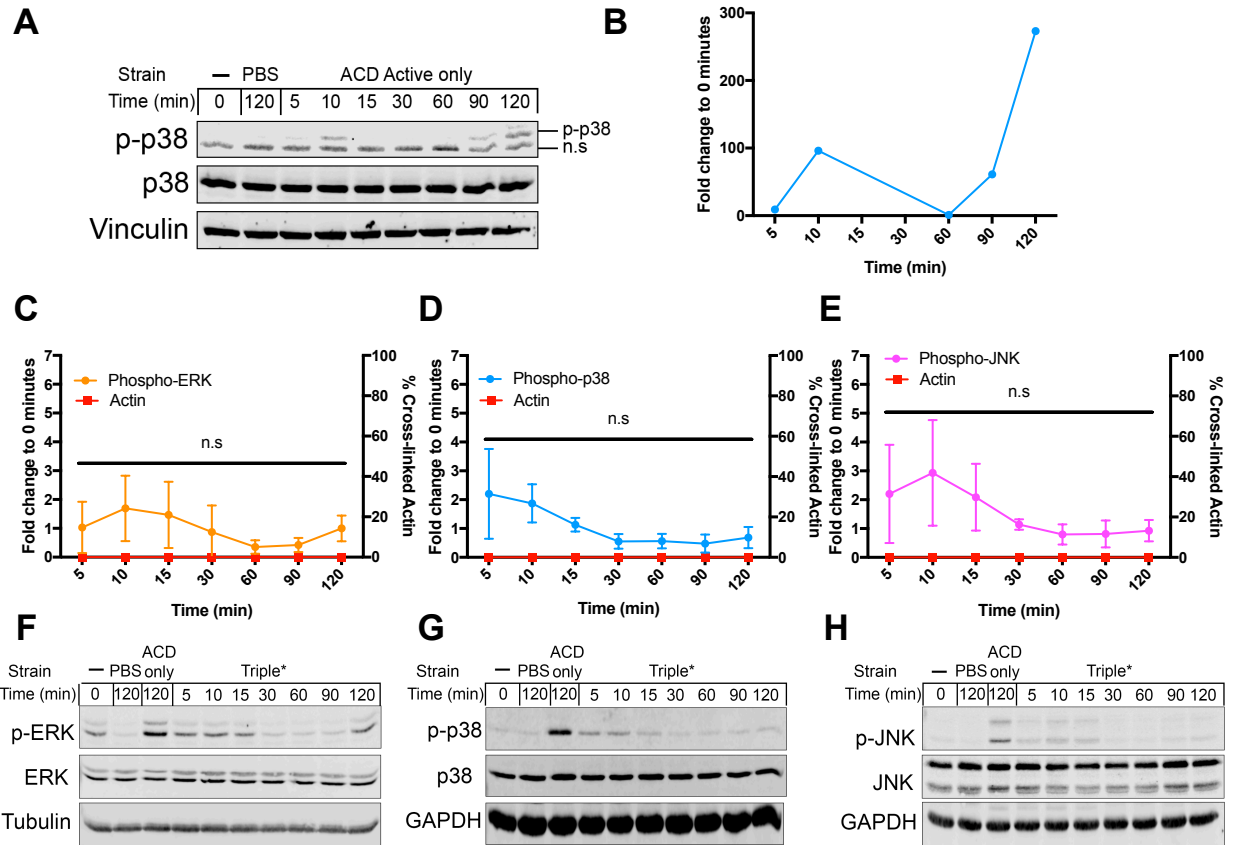 A
Strain — PBS ACD Active only
Time (min) 0 120 5 10 15 30 60 90 120
p-p38
p-p38
n.s
p38
Vinculin
B
Fold change to 0 minutes
300
200
100
0
5 10 15 30 60 90 120
Time (min)
C
Fold change to 0 minutes
7
6
5
4
3
2
1
0
Phospho-ERK
Actin
n.s
100
80
60
40
20
0
% Cross-linked Actin
5 10 15 30 60 90 120
Time (min)
D
Fold change to 0 minutes
7
6
5
4
3
2
1
0
Phospho-p38
Actin
n.s
100
80
60
40
20
0
% Cross-linked Actin
5 10 15 30 60 90 120
Time (min)
E
Fold change to 0 minutes
7
6
5
4
3
2
1
0
Phospho-JNK
Actin
n.s
100
80
60
40
20
0
% Cross-linked Actin
5 10 15 30 60 90 120
Time (min)
F
ACD
Strain — PBS only Triple*
Time (min) 0 120 120 5 10 15 30 60 90 120
p-ERK
ERK
Tubulin
G
ACD
Strain — PBS only Triple*
Time (min) 0 120 120 5 10 15 30 60 90 120
p-p38
p38
GAPDH
H
ACD
Strain — PBS only Triple*
Time (min) 0 120 120 5 10 15 30 60 90 120
p-JNK
JNK
GAPDH